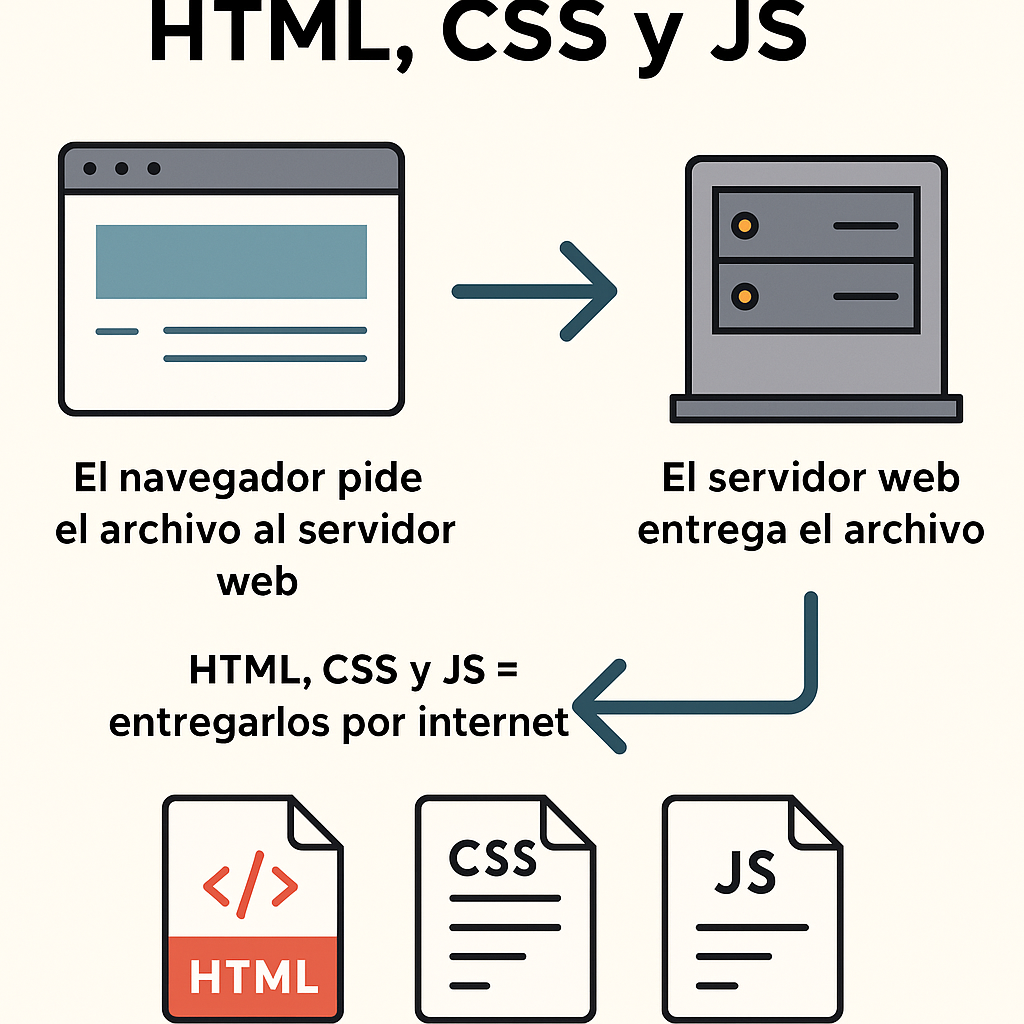 HTML, CSS y JS
El navegador pide
el archivo al servidor
web
El servidor web
entrega el archivo
HTML, CSS y JS =
entregarlos por internet
</>
HTML
CSS
JS